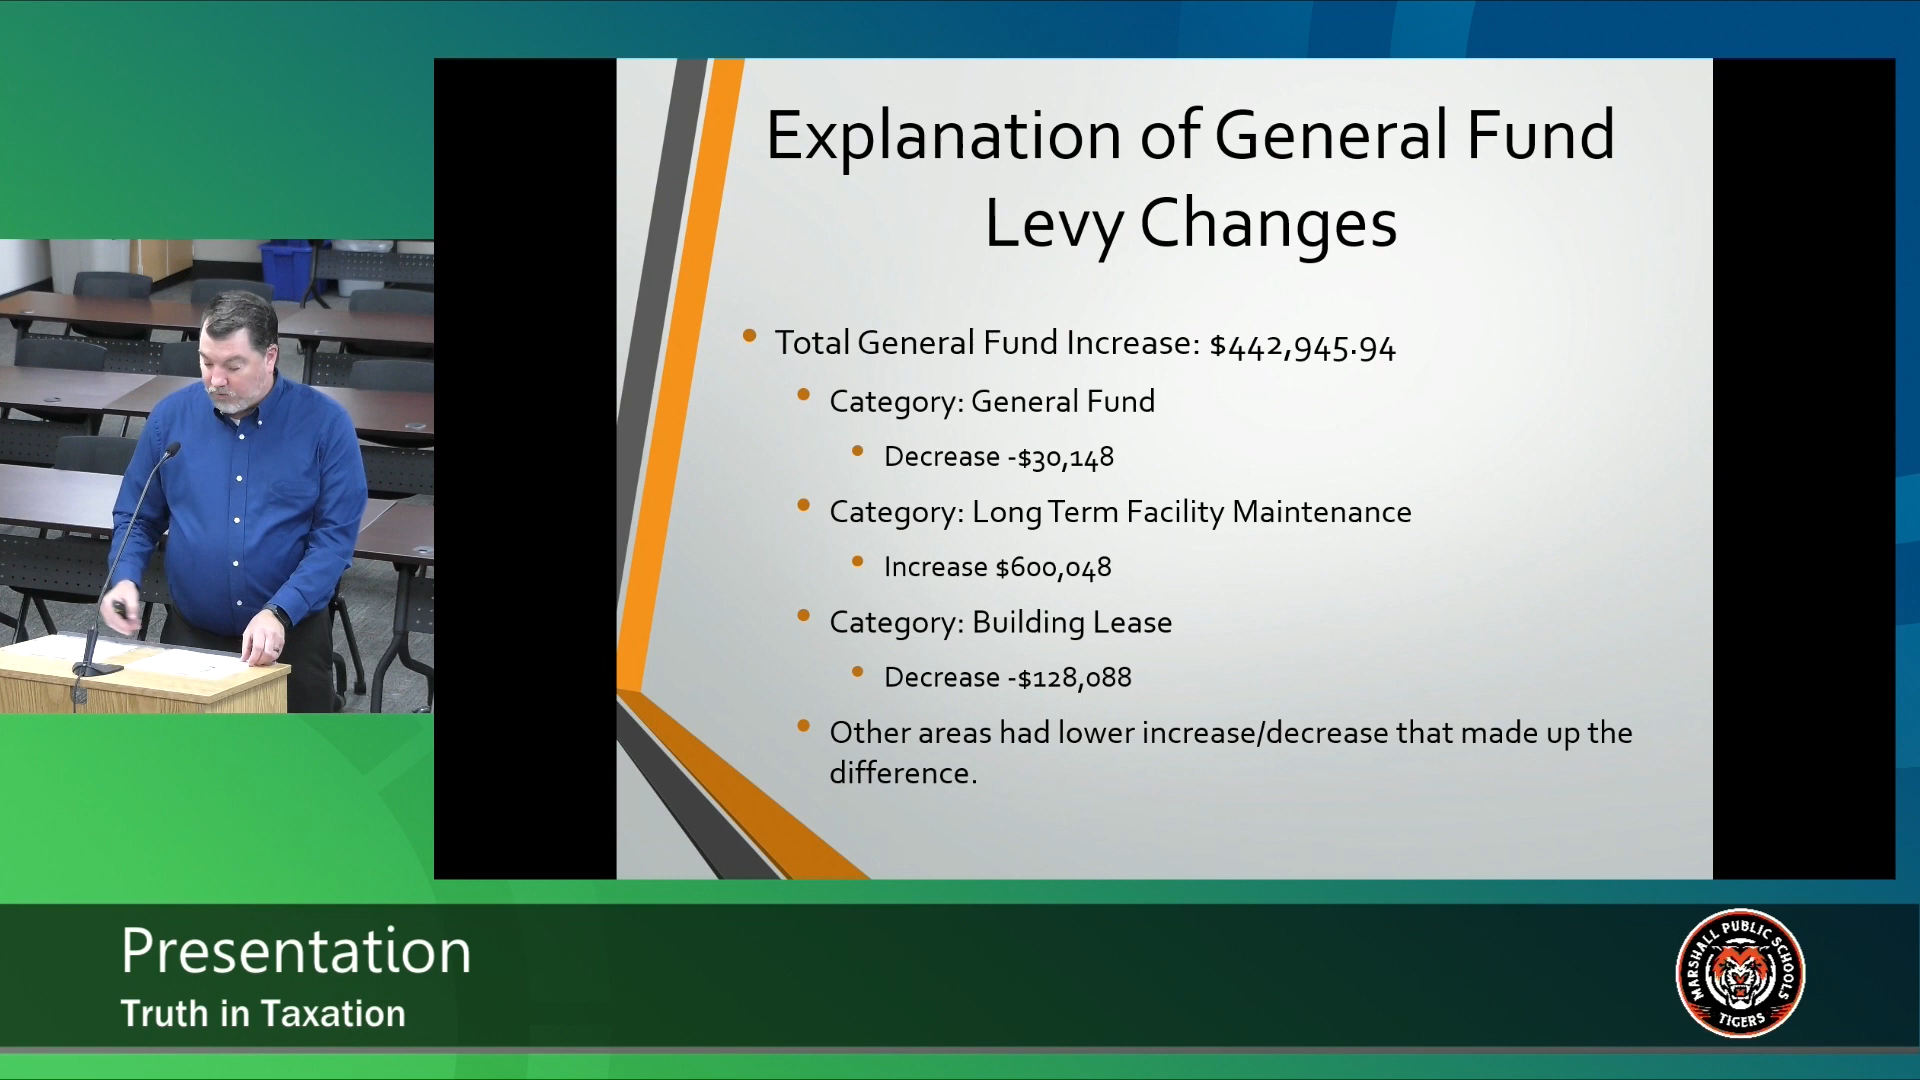 Explanation of General Fund
Levy Changes
Total General Fund Increase: $442,945.94
Category: General Fund
Decrease -$30,148
Category: Long Term Facility Maintenance
Increase $600,048
Category: Building Lease
Decrease -$128,088
Other areas had lower increase/decrease that made up the
difference.
Presentation
Truth in Taxation
MARSHALL PUBLIC SCHOOLS
TIGERS